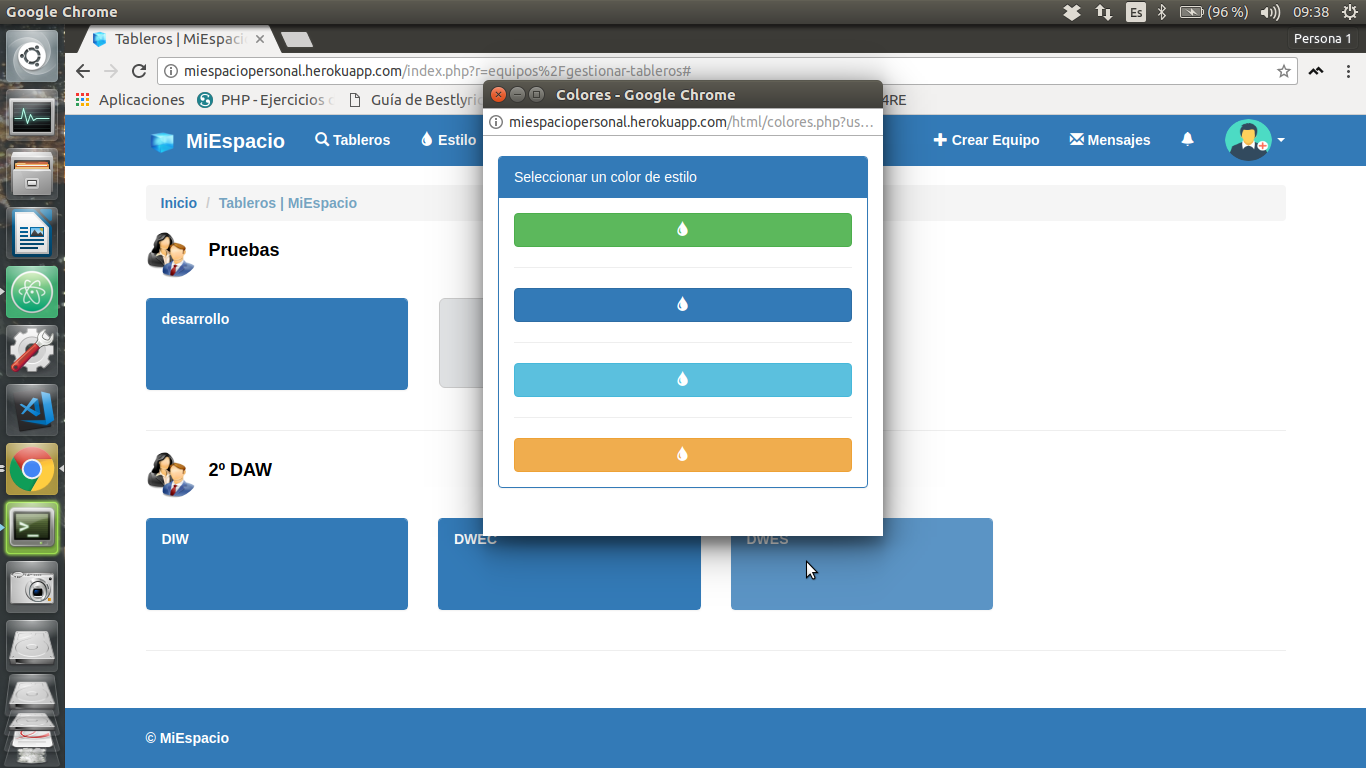 Google Chrome
Es
(96 %)
09:38
Tableros | MiEspaci
Persona 1
miespaciopersonal.herokuapp.com/index.php?r=equipos%2Fgestionar-tableros#
Aplicaciones
PHP - Ejercicios
Guía de Bestlyri
4RE
Colores - Google Chrome
miespaciopersonal.herokuapp.com/html/colores.php?us...
MiEspacio
Tableros
Estilo
Crear Equipo
Mensajes
Seleccionar un color de estilo
Inicio / Tableros | MiEspacio
Pruebas
desarrollo
2º DAW
DIW
DWEC
DWES
© MiEspacio